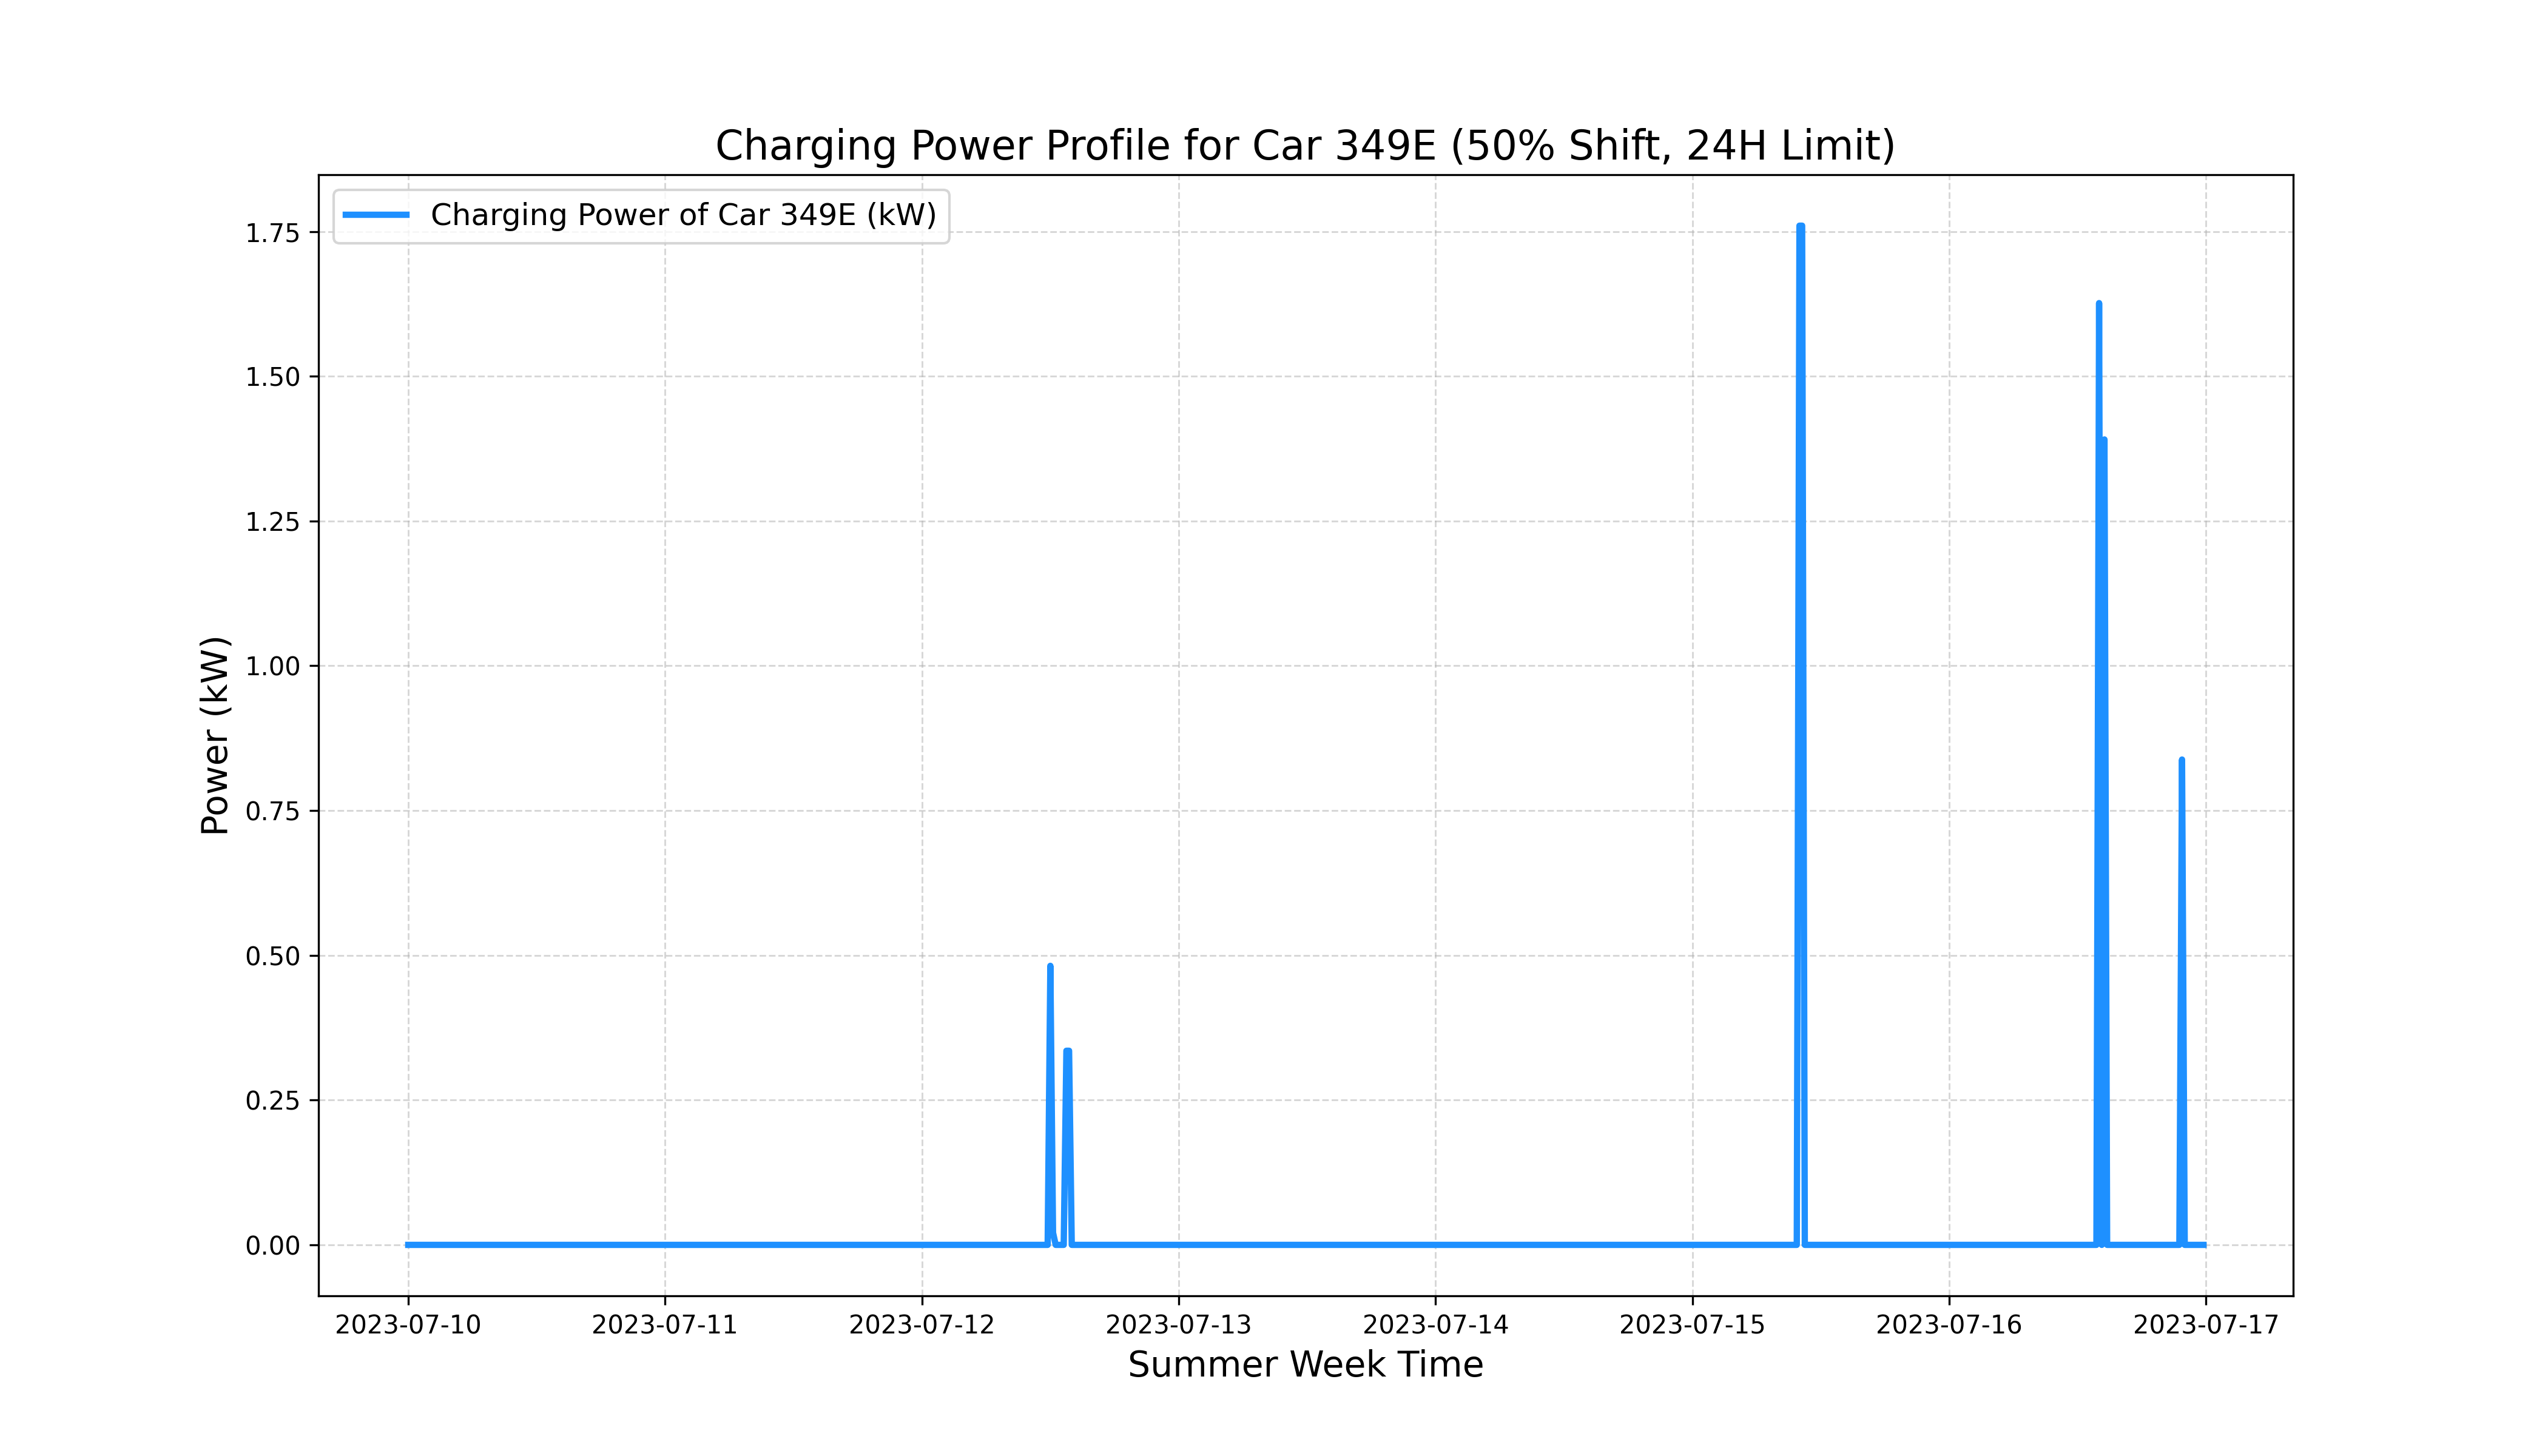 Charging Power Profile for Car 349E (50% Shift, 24H Limit)
Charging Power of Car 349E (kW)
1.75
1.50
1.25
1.00
0.75
0.50
0.25
0.00
Power (kW)
2023-07-10 2023-07-11 2023-07-12 2023-07-13 2023-07-14 2023-07-15 2023-07-16 2023-07-17
Summer Week Time